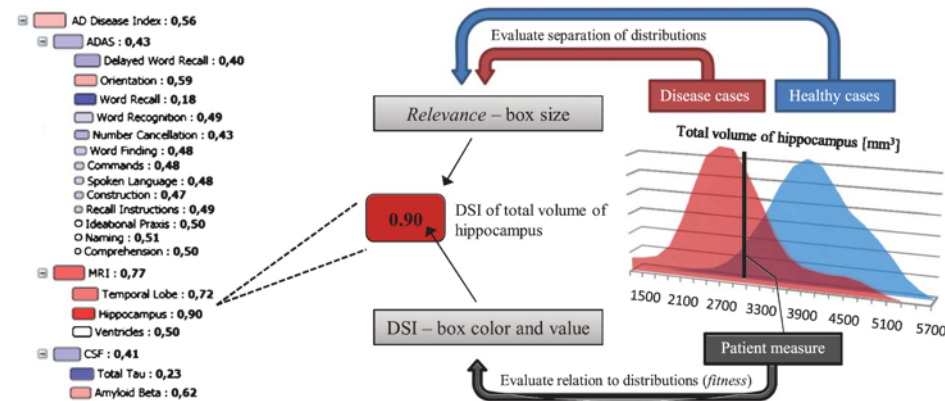 AD Disease Index : 0,56
ADAS : 0,43
Delayed Word Recall : 0,40
Orientation : 0,59
Word Recall : 0,18
Word Recognition : 0,49
Number Cancellation : 0,43
Word Finding : 0,48
Commands : 0,48
Spoken Language : 0,48
Construction : 0,47
Recall Instructions : 0,49
Ideational Praxis : 0,50
Naming : 0,51
Comprehension : 0,50
MRI : 0,77
Temporal Lobe : 0,72
Hippocampus : 0,90
Ventricles : 0,50
CSF : 0,41
Total Tau : 0,23
Amyloid Beta : 0,62
Evaluate separation of distributions
Relevance – box size
0.90
DSI of total volume of
hippocampus
DSI – box color and value
Evaluate relation to distributions (fitness)
Disease cases
Healthy cases
Total volume of hippocampus [mm³]
1500 2100 2700 3300 3900 4500 5100 5700
Patient measure